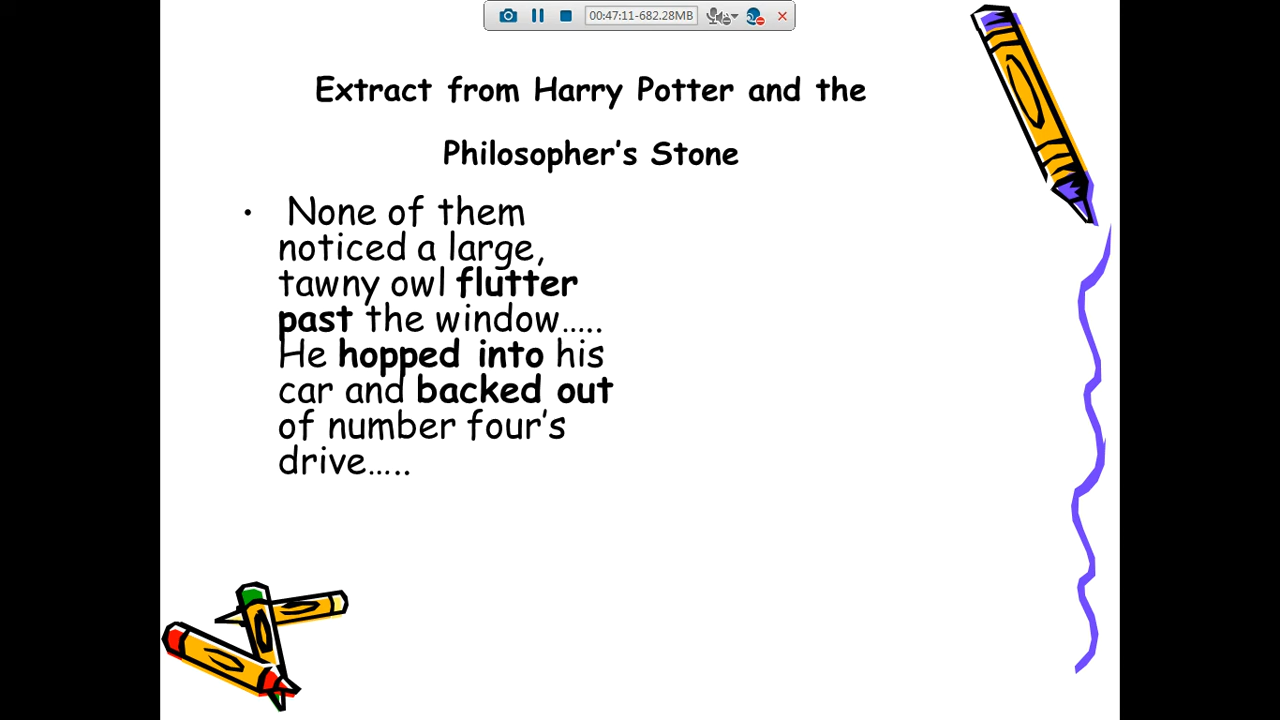 00:47:11-682.28MB
Extract from Harry Potter and the
Philosopher's Stone
• None of them
noticed a large,
tawny owl flutter
past the window.....
He hopped into his
car and backed out
of number four's
drive.....